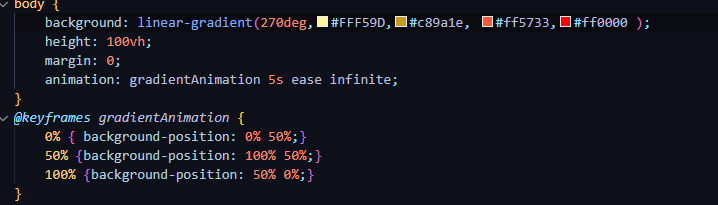 body {
background: linear-gradient(270deg, #FFF59D, #c89a1e, #ff5733, #ff0000 );
height: 100vh;
margin: 0;
animation: gradientAnimation 5s ease infinite;
}
@keyframes gradientAnimation {
0% { background-position: 0% 50%;}
50% {background-position: 100% 50%;}
100% {background-position: 50% 0%;}
}